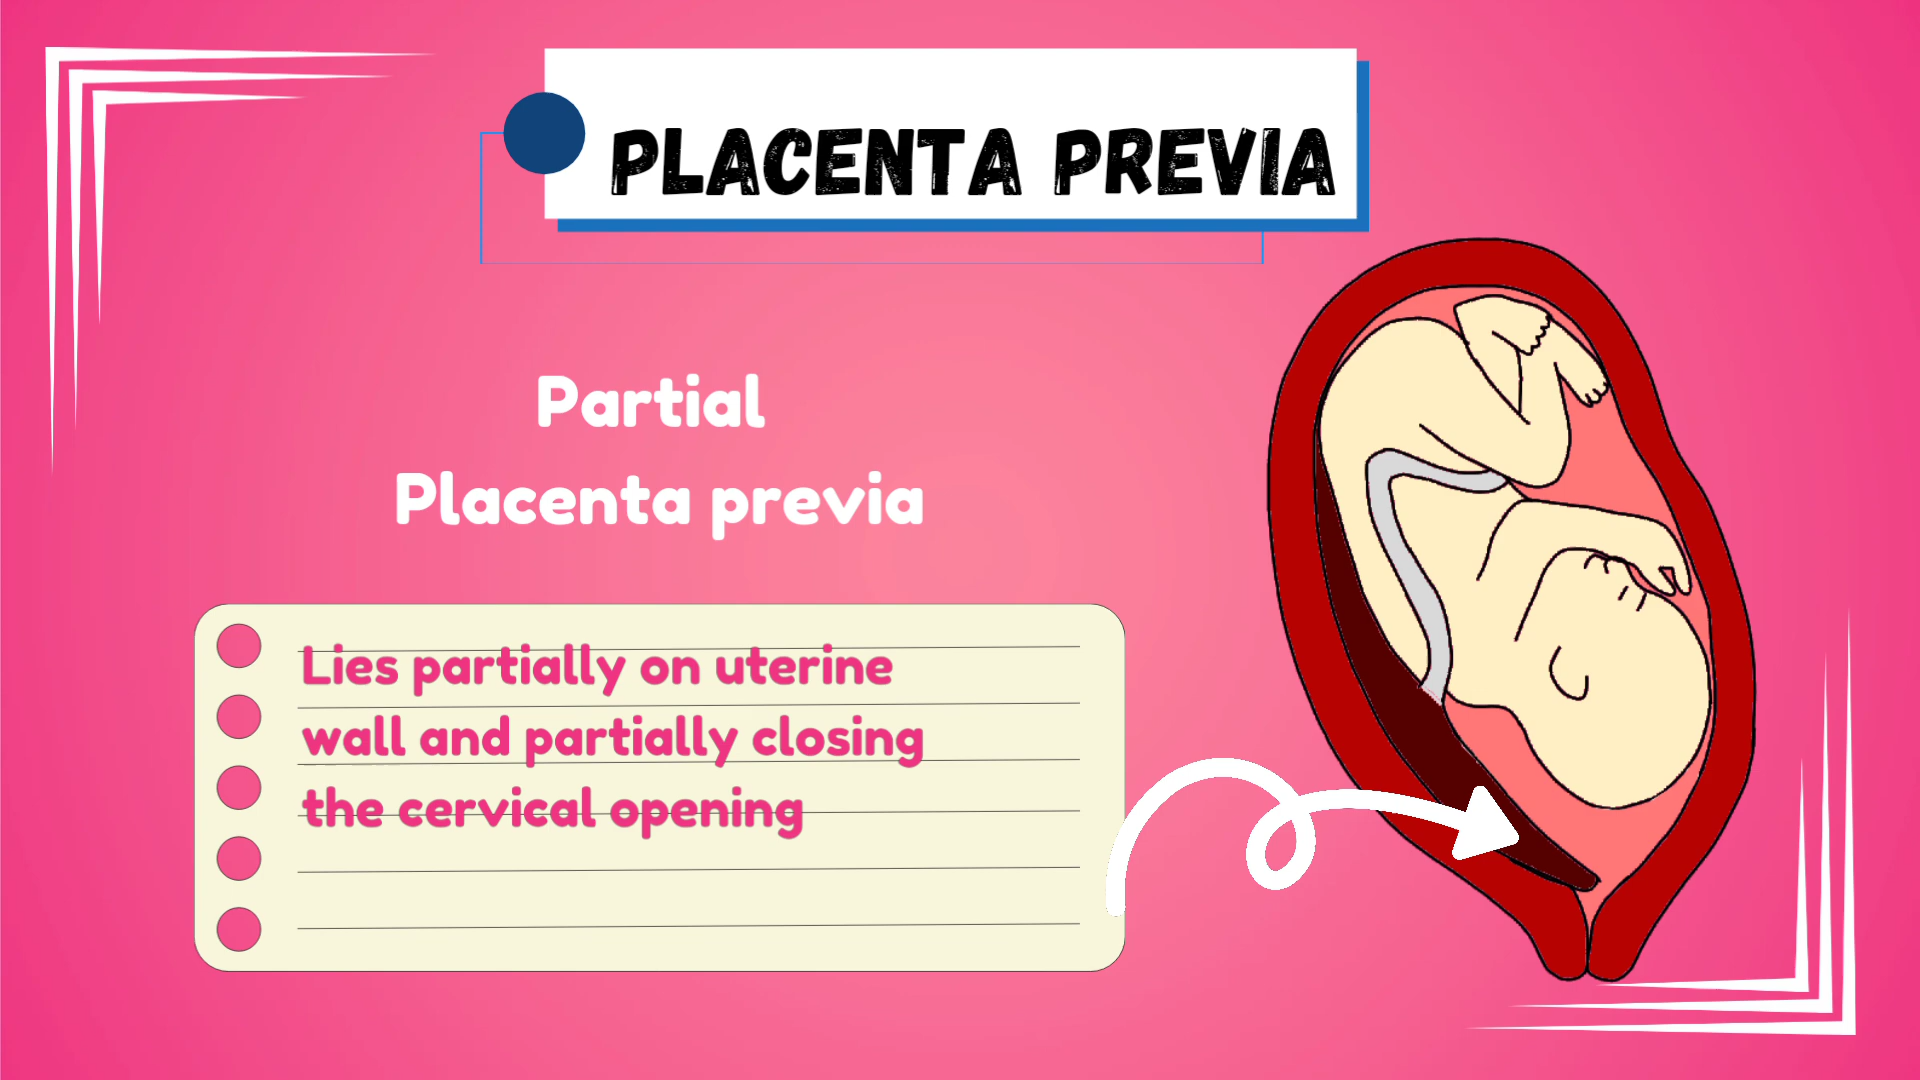 PLACENTA PREVIA
Partial
Placenta previa
Lies partially on uterine
wall and partially closing
the cervical opening